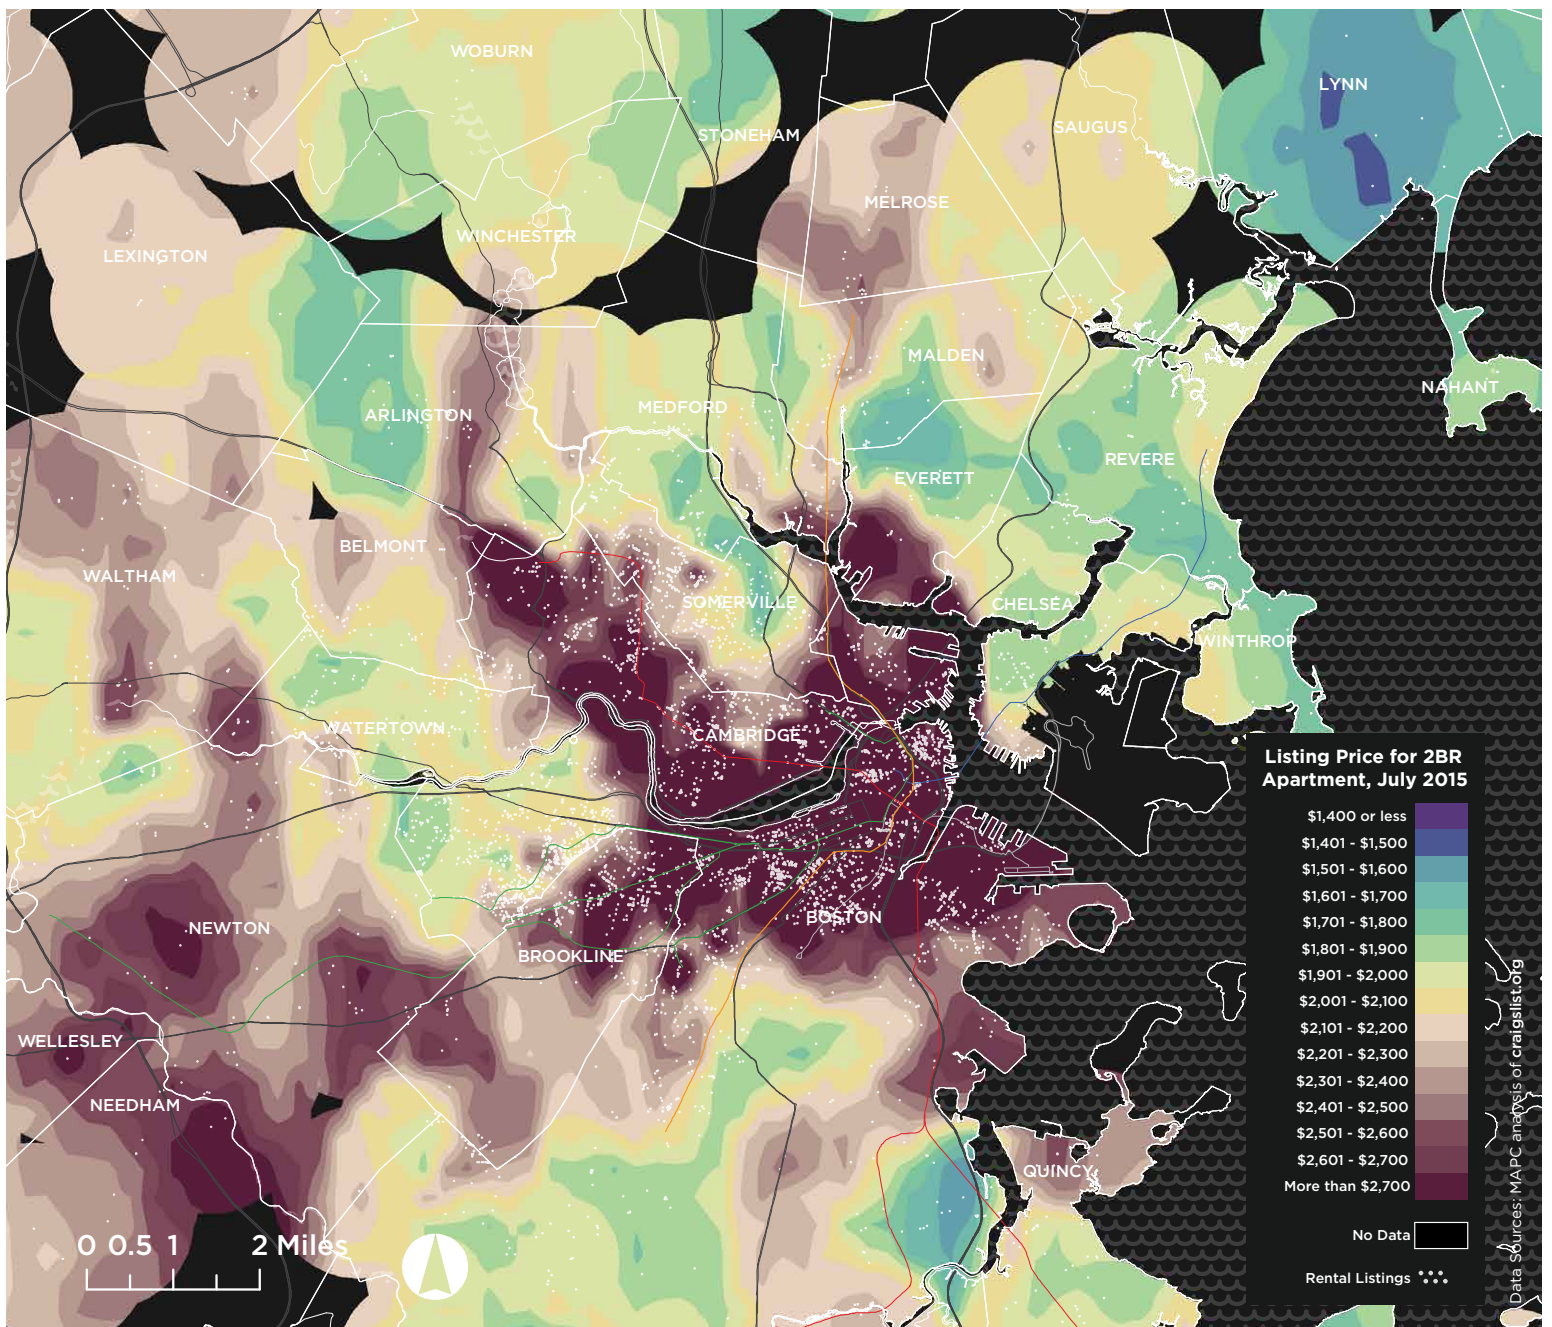 WOBURN
STONEHAM
LYNN
SAUGUS
MELROSE
WINCHESTER
LEXINGTON
MALDEN
NAHANT
MEDFORD
ARLINGTON
REVERE
EVERETT
BELMONT
WALTHAM
SOMERVILLE
CHELSEA
WINTHROP
WATERTOWN
CAMBRIDGE
BOSTON
NEWTON
BROOKLINE
WELLESLEY
NEEDHAM
QUINCY
0 0.5 1 2 Miles
Listing Price for 2BR
Apartment, July 2015
$1,400 or less
$1,401 - $1,500
$1,501 - $1,600
$1,601 - $1,700
$1,701 - $1,800
$1,801 - $1,900
$1,901 - $2,000
$2,001 - $2,100
$2,101 - $2,200
$2,201 - $2,300
$2,301 - $2,400
$2,401 - $2,500
$2,501 - $2,600
$2,601 - $2,700
More than $2,700
No Data
Rental Listings
Data Sources: MAPC analysis of craigslist.org